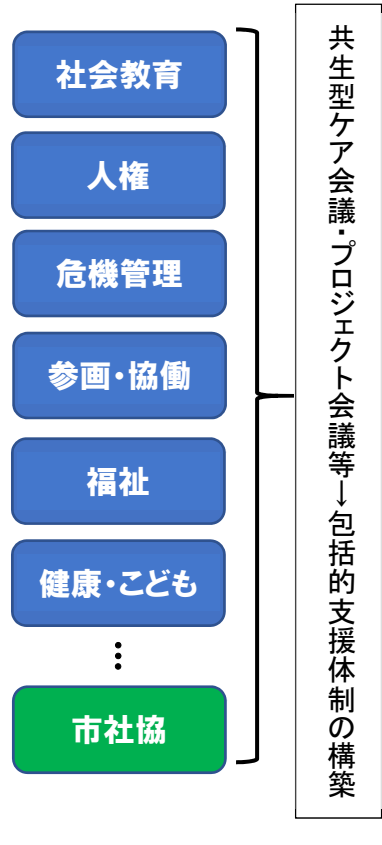 社会教育
人権
危機管理
参画・協働
福祉
健康・こども
⋮
市社協
共生型ケア会議・プロジェクト会議等→包括的支援体制の構築